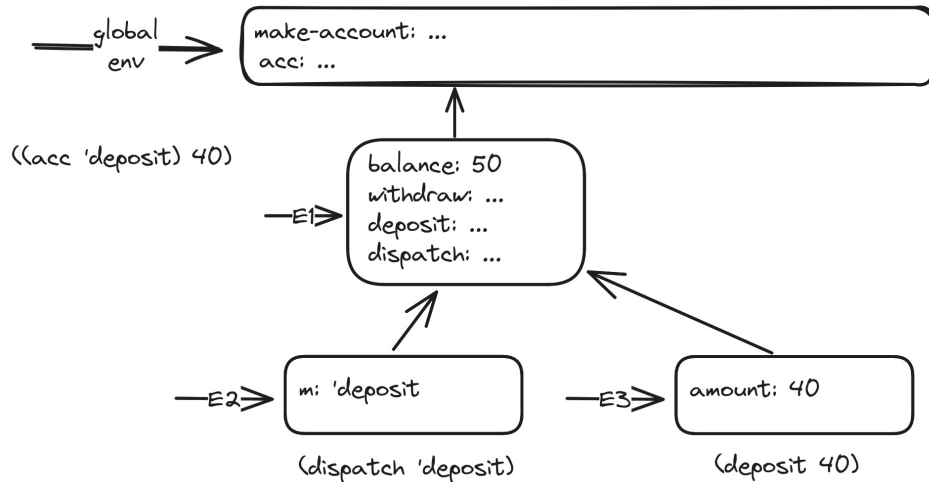 global
env
make-account: ...
acc: ...
((acc 'deposit) 40)
E1
balance: 50
withdraw: ...
deposit: ...
dispatch: ...
E2
m: 'deposit
E3
amount: 40
(dispatch 'deposit)
(deposit 40)